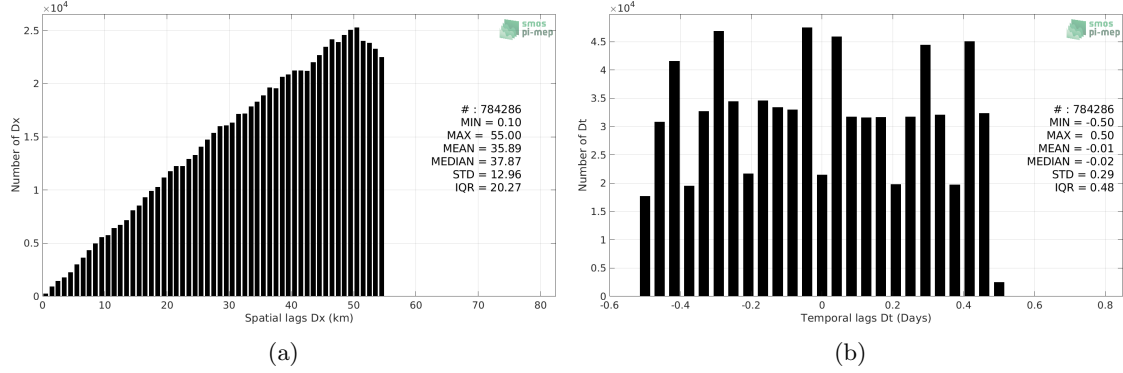 ×10⁴
2.5
2
1.5
1
0.5
0
Number of Dx
0 10 20 30 40 50 60 70 80
Spatial lags Dx (km)
smos
pi-mep
# : 784286
MIN = 0.10
MAX = 55.00
MEAN = 35.89
MEDIAN = 37.87
STD = 12.96
IQR = 20.27
(a)
×10⁴
4.5
4
3.5
3
2.5
2
1.5
1
0.5
0
Number of Dt
-0.6 -0.4 -0.2 0 0.2 0.4 0.6 0.8
Temporal lags Dt (Days)
smos
pi-mep
# : 784286
MIN = -0.50
MAX = 0.50
MEAN = -0.01
MEDIAN = -0.02
STD = 0.29
IQR = 0.48
(b)